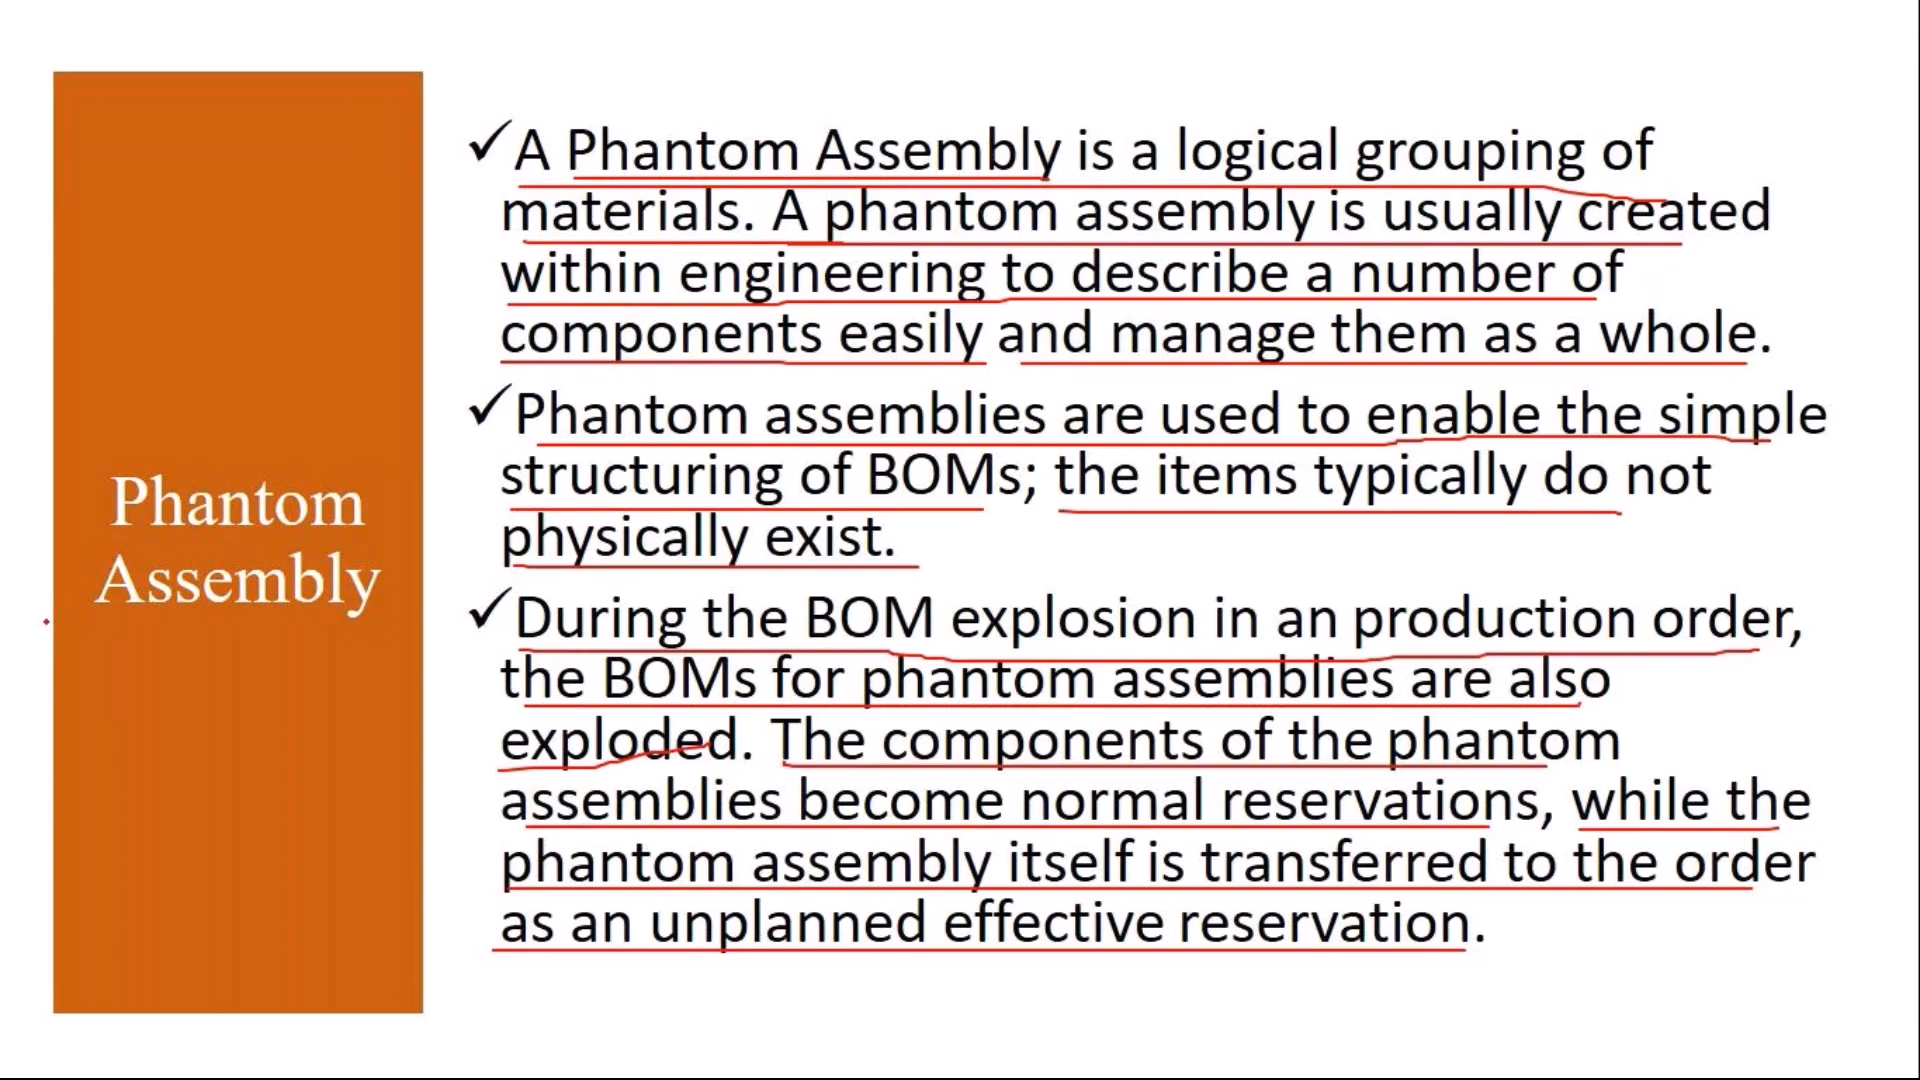 Phantom
Assembly
✓A Phantom Assembly is a logical grouping of
materials. A phantom assembly is usually created
within engineering to describe a number of
components easily and manage them as a whole.
✓Phantom assemblies are used to enable the simple
structuring of BOMs; the items typically do not
physically exist.
✓During the BOM explosion in an production order,
the BOMs for phantom assemblies are also
exploded. The components of the phantom
assemblies become normal reservations, while the
phantom assembly itself is transferred to the order
as an unplanned effective reservation.